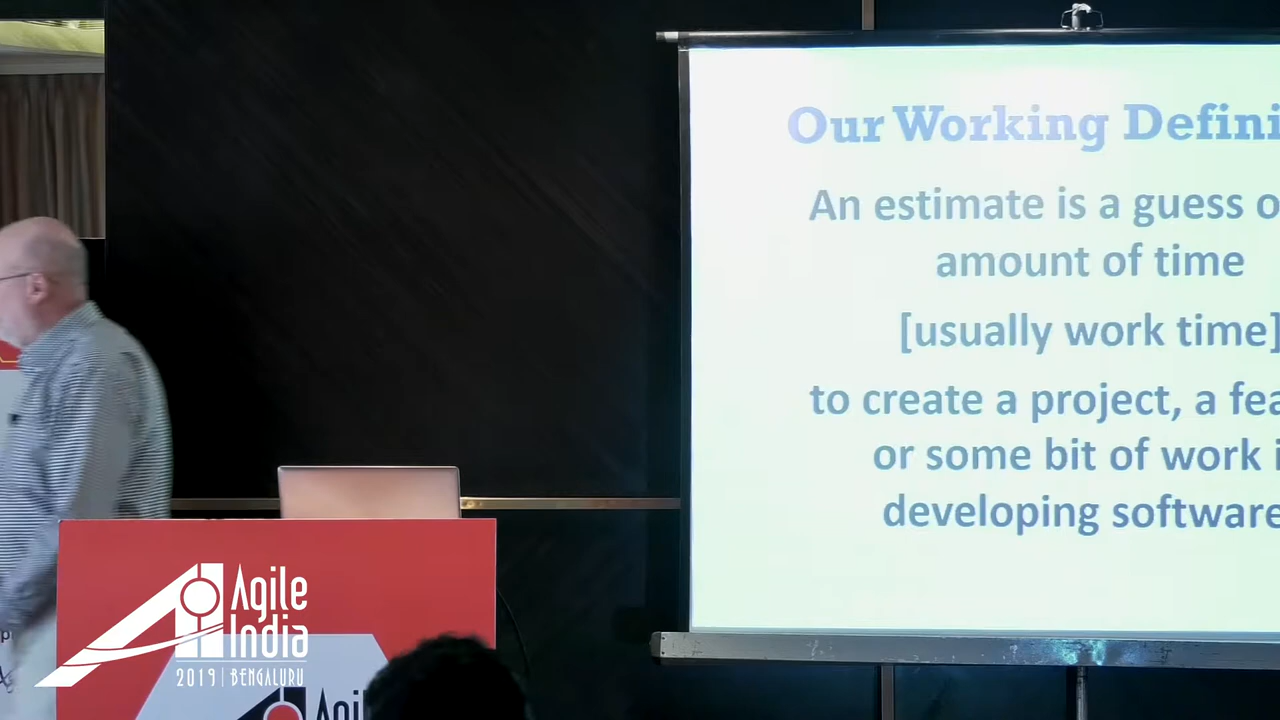 Our Working Defini
An estimate is a guess o
amount of time
[usually work time]
to create a project, a fea
or some bit of work i
developing software
Agile
India
2019 | BENGALURU
Agil